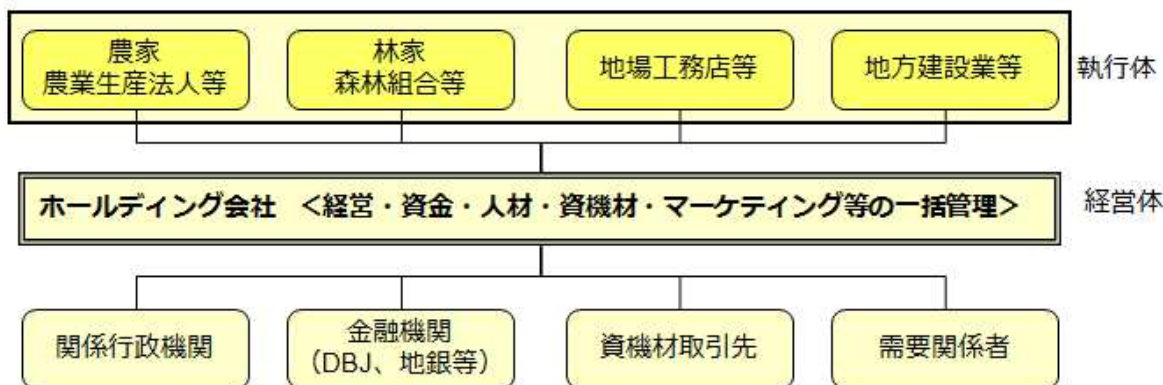 農家
農業生産法人等
林家
森林組合等
地場工務店等
地方建設業等
執行体
ホールディング会社 <経営・資金・人材・資機材・マーケティング等の一括管理>
経営体
関係行政機関
金融機関
(DBJ、地銀等)
資機材取引先
需要関係者